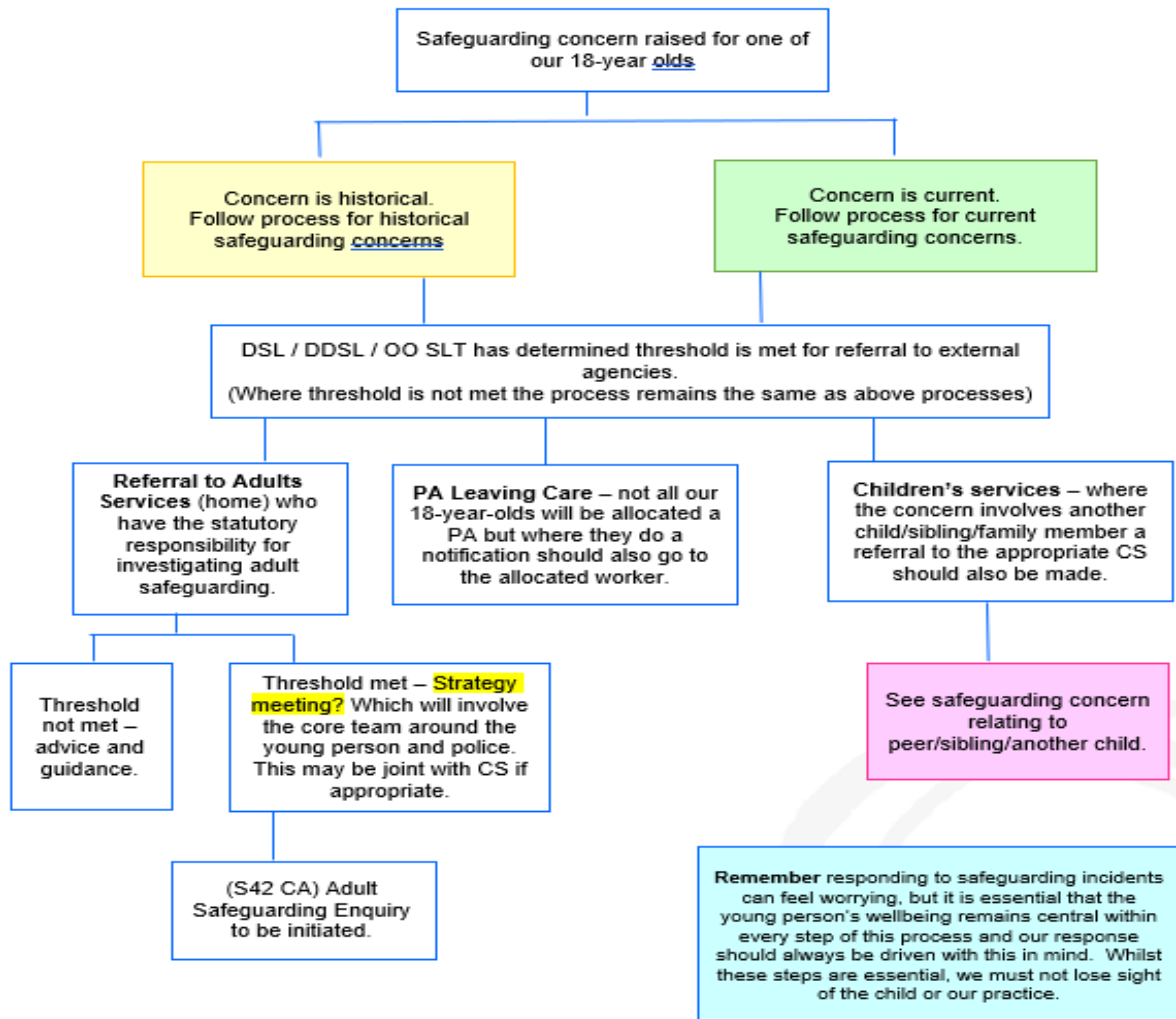 Safeguarding concern raised for one of
our 18-year olds
Concern is historical.
Follow process for historical
safeguarding concerns
Concern is current.
Follow process for current
safeguarding concerns.
DSL / DDSL / OO SLT has determined threshold is met for referral to external
agencies.
(Where threshold is not met the process remains the same as above processes)
Referral to Adults
Services (home) who
have the statutory
responsibility for
investigating adult
safeguarding.
PA Leaving Care – not all our
18-year-olds will be allocated a
PA but where they do a
notification should also go to
the allocated worker.
Children's services – where
the concern involves another
child/sibling/family member a
referral to the appropriate CS
should also be made.
Threshold
not met –
advice and
guidance.
Threshold met – Strategy
meeting? Which will involve
the core team around the
young person and police.
This may be joint with CS if
appropriate.
See safeguarding concern
relating to
peer/sibling/another child.
(S42 CA) Adult
Safeguarding Enquiry
to be initiated.
Remember responding to safeguarding incidents
can feel worrying, but it is essential that the
young person's wellbeing remains central within
every step of this process and our response
should always be driven with this in mind. Whilst
these steps are essential, we must not lose sight
of the child or our practice.